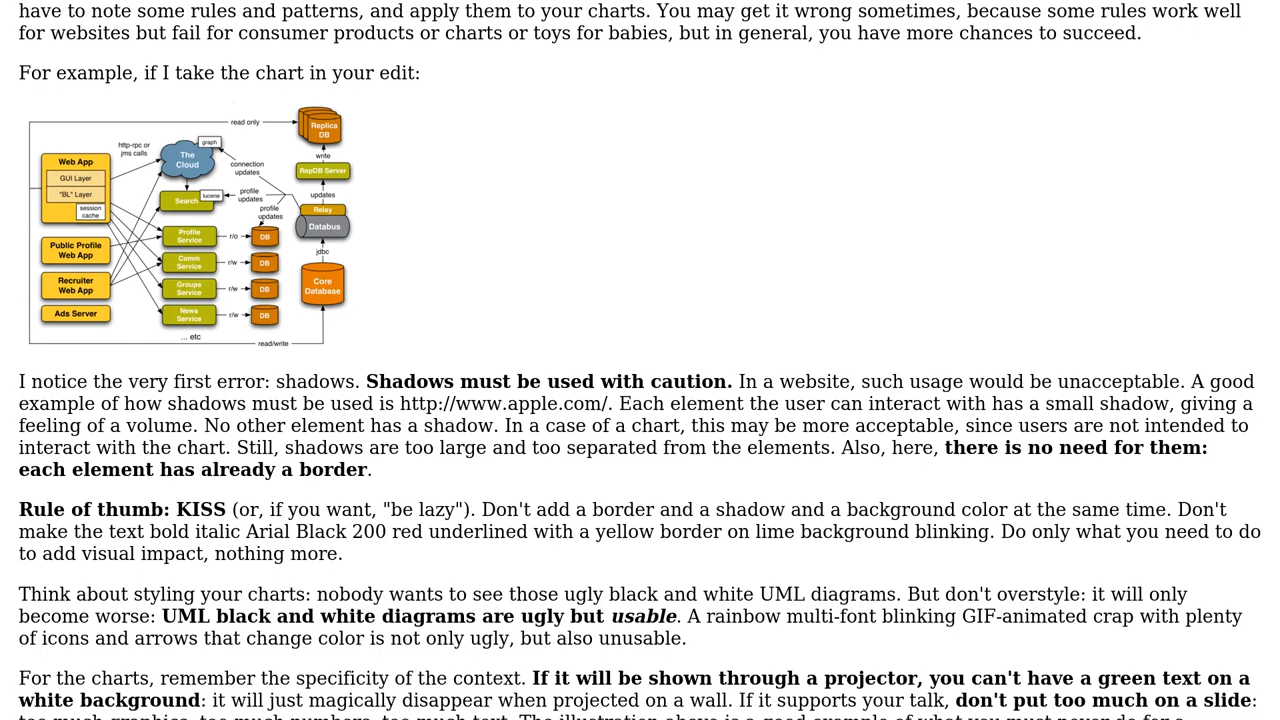 have to note some rules and patterns, and apply them to your charts. You may get it wrong sometimes, because some rules work well
for websites but fail for consumer products or charts or toys for babies, but in general, you have more chances to succeed.
For example, if I take the chart in your edit:
read only
Replica
DB
http-rpc or
jms calls
graph
The
Cloud
write
Web App
connection
updates
RepDB Server
GUI Layer
"BL" Layer
lucene
profile
updates
updates
Search
session
cache
profile
updates
Relay
Databus
Profile
Service
r/o
DB
Public Profile
Web App
jdbc
Comm
Service
r/w
DB
Recruiter
Web App
Groups
Service
r/w
DB
Core
Database
Ads Server
News
Service
r/w
DB
... etc
read/write
I notice the very first error: shadows. Shadows must be used with caution. In a website, such usage would be unacceptable. A good
example of how shadows must be used is http://www.apple.com/. Each element the user can interact with has a small shadow, giving a
feeling of a volume. No other element has a shadow. In a case of a chart, this may be more acceptable, since users are not intended to
interact with the chart. Still, shadows are too large and too separated from the elements. Also, here, there is no need for them:
each element has already a border.
Rule of thumb: KISS (or, if you want, "be lazy"). Don't add a border and a shadow and a background color at the same time. Don't
make the text bold italic Arial Black 200 red underlined with a yellow border on lime background blinking. Do only what you need to do
to add visual impact, nothing more.
Think about styling your charts: nobody wants to see those ugly black and white UML diagrams. But don't overstyle: it will only
become worse: UML black and white diagrams are ugly but usable. A rainbow multi-font blinking GIF-animated crap with plenty
of icons and arrows that change color is not only ugly, but also unusable.
For the charts, remember the specificity of the context. If it will be shown through a projector, you can't have a green text on a
white background: it will just magically disappear when projected on a wall. If it supports your talk, don't put too much on a slide: